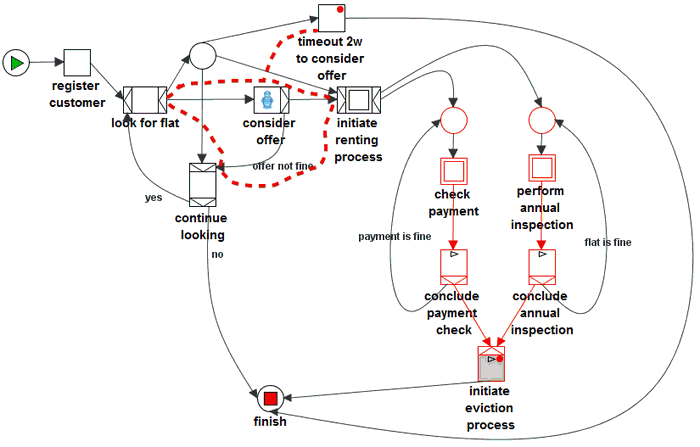 timeout 2w
to consider
offer
register
customer
look for flat
consider
offer
initiate
renting
process
offer not fine
yes
continue
looking
no
check
payment
perform
annual
inspection
payment is fine
flat is fine
conclude
payment
check
conclude
annual
inspection
initiate
eviction
process
finish